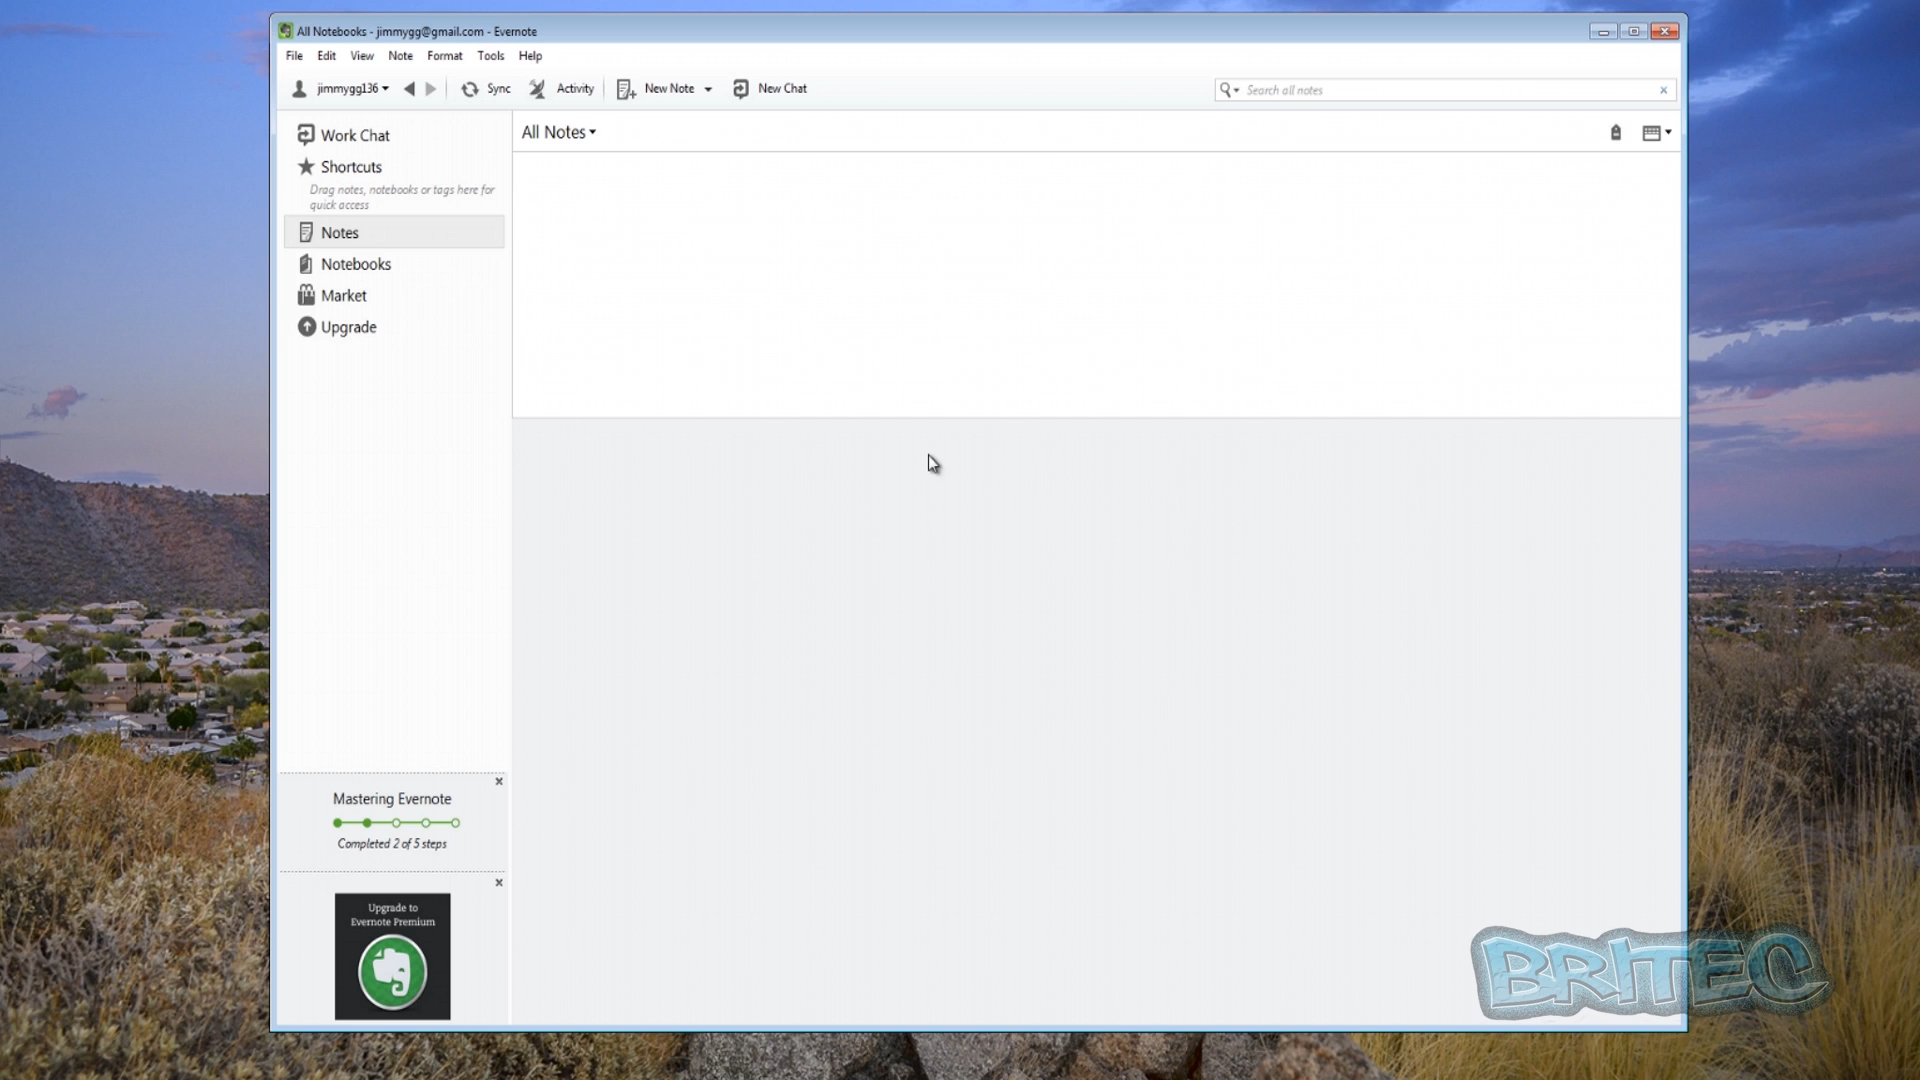 All Notebooks - jimmygg@gmail.com - Evernote
File Edit View Note Format Tools Help
jimmygg136 Sync Activity New Note New Chat Search all notes
Work Chat
Shortcuts
Drag notes, notebooks or tags here for
quick access
Notes
Notebooks
Market
Upgrade
All Notes
Mastering Evernote
Completed 2 of 5 steps
Upgrade to
Evernote Premium
BRITEC